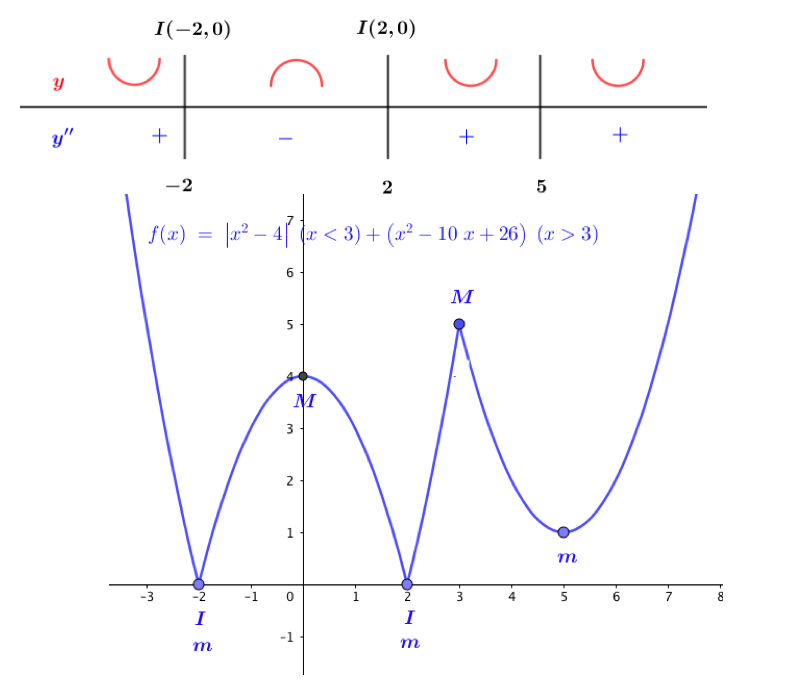 I(−2, 0) I(2, 0)
y
y″ + − + +
−2 2 5
7
f(x) = |x² − 4| (x < 3) + (x² − 10 x + 26) (x > 3)
6
M
5
4
M
3
2
1
m
-3 -2 -1 0 1 2 3 4 5 6 7 8
I I
m m
-1